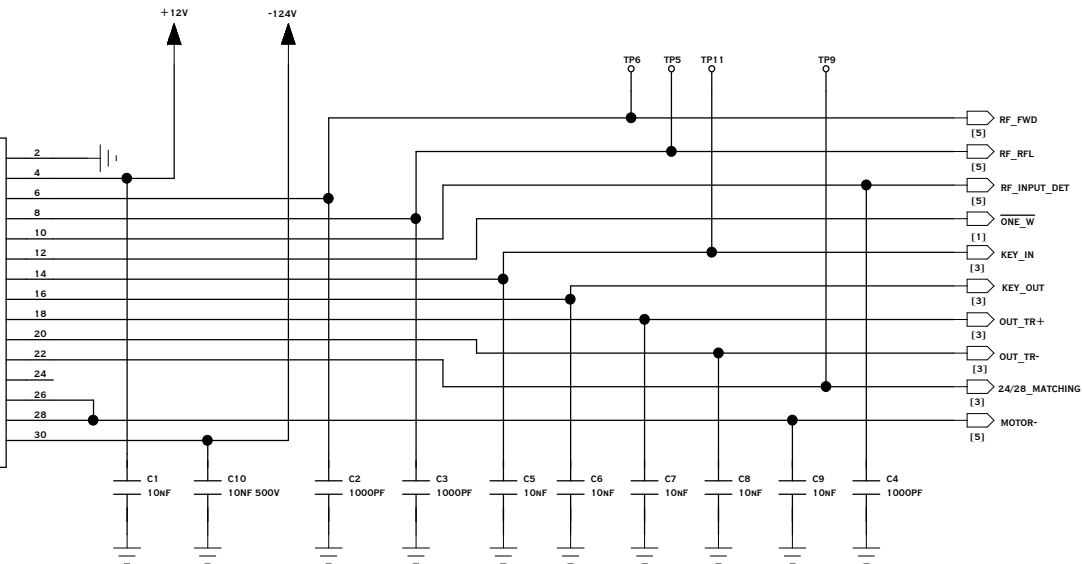 +12V
-124V
TP6
TP5
TP11
TP9
RF_FWD
[5]
2
RF_RFL
[5]
4
RF_INPUT_DET
[5]
6
8
ONE_W
[1]
10
12
KEY_IN
[3]
14
KEY_OUT
[3]
16
18
OUT_TR+
[3]
20
OUT_TR-
[3]
22
24
24/28_MATCHING
[3]
26
28
MOTOR-
[5]
30
C1
10NF
C10
10NF 500V
C2
1000PF
C3
1000PF
C5
10NF
C6
10NF
C7
10NF
C8
10NF
C9
10NF
C4
1000PF